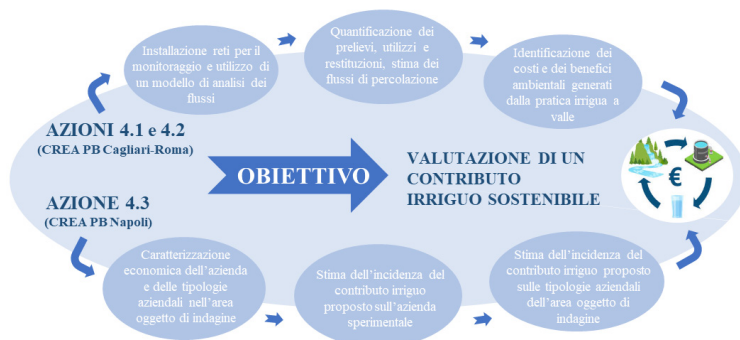 Installazione reti per il
monitoraggio e utilizzo di
un modello di analisi dei
flussi
Quantificazione dei
prelievi, utilizzi e
restituzioni, stima dei
flussi di percolazione
Identificazione dei
costi e dei benefici
ambientali generati
dalla pratica irrigua a
valle
AZIONI 4.1 e 4.2
(CREA PB Cagliari-Roma)
OBIETTIVO
VALUTAZIONE DI UN
CONTRIBUTO
IRRIGUO SOSTENIBILE
€
AZIONE 4.3
(CREA PB Napoli)
Caratterizzazione
economica dell'azienda
e delle tipologie
aziendali nell'area
oggetto di indagine
Stima dell'incidenza del
contributo irriguo
proposto sull'azienda
sperimentale
Stima dell'incidenza del
contributo irriguo proposto
sulle tipologie aziendali
dell'area oggetto di
indagine